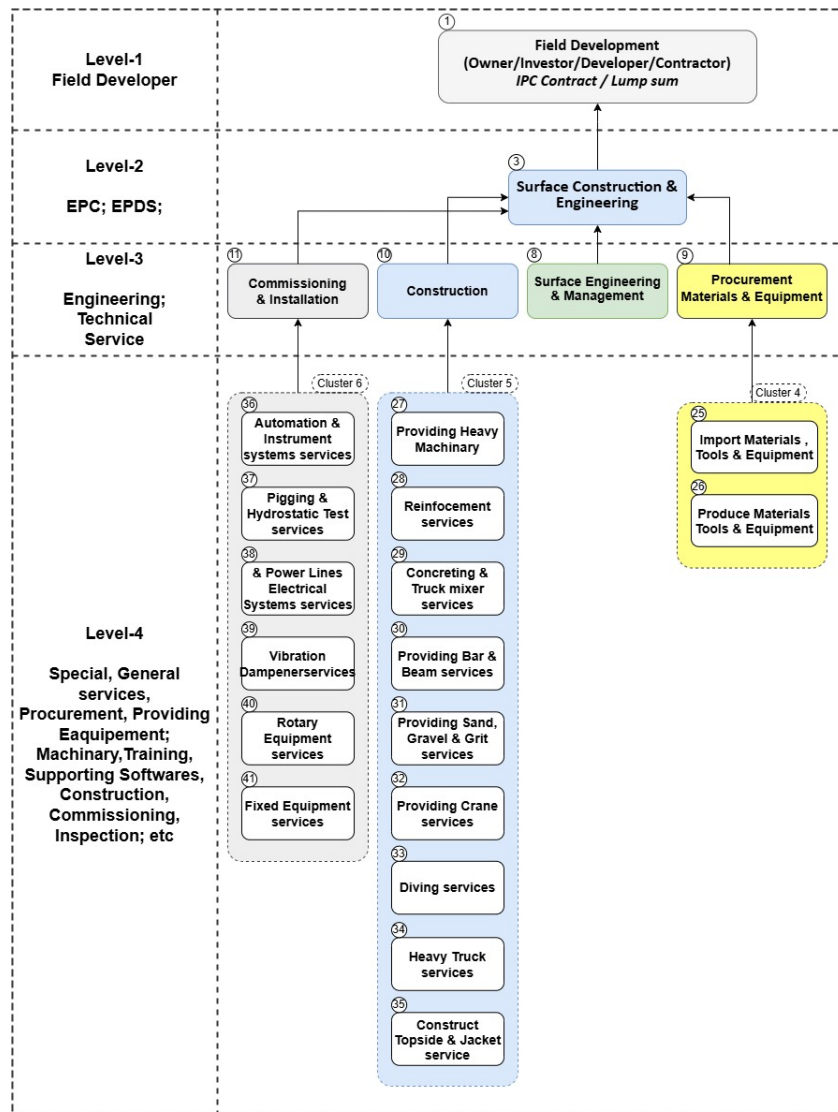 1
Field Development
(Owner/Investor/Developer/Contractor)
IPC Contract / Lump sum
Level-1
Field Developer
Level-2
EPC; EPDS;
3
Surface Construction &
Engineering
Level-3
Engineering;
Technical
Service
11
Commissioning
& Installation
10
Construction
8
Surface Engineering
& Management
9
Procurement
Materials & Equipment
Level-4
Special, General
services,
Procurement, Providing
Eaquipement;
Machinary,Training,
Supporting Softwares,
Construction,
Commissioning,
Inspection; etc
Cluster 6
36
Automation &
Instrument
systems services
37
Pigging &
Hydrostatic Test
services
38
& Power Lines
Electrical
Systems services
39
Vibration
Dampenerservices
40
Rotary
Equipment
services
41
Fixed Equipment
services
Cluster 5
27
Providing Heavy
Machinary
28
Reinfocement
services
29
Concreting &
Truck mixer
services
30
Providing Bar &
Beam services
31
Providing Sand,
Gravel & Grit
services
32
Providing Crane
services
33
Diving services
34
Heavy Truck
services
35
Construct
Topside & Jacket
service
Cluster 4
25
Import Materials ,
Tools & Equipment
26
Produce Materials
Tools & Equipment